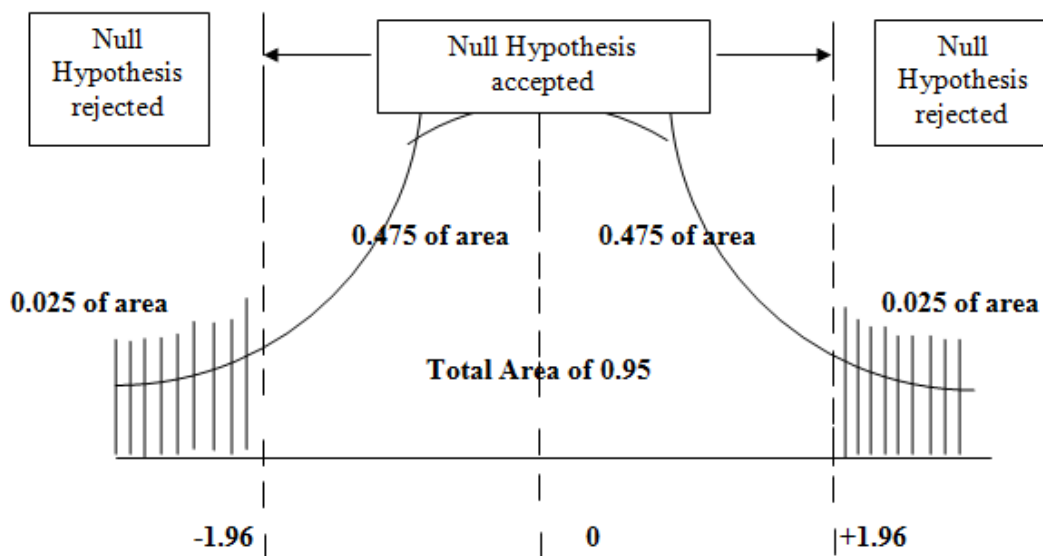 Null
Hypothesis
rejected
Null Hypothesis
accepted
Null
Hypothesis
rejected
0.475 of area
0.475 of area
0.025 of area
0.025 of area
Total Area of 0.95
-1.96
0
+1.96